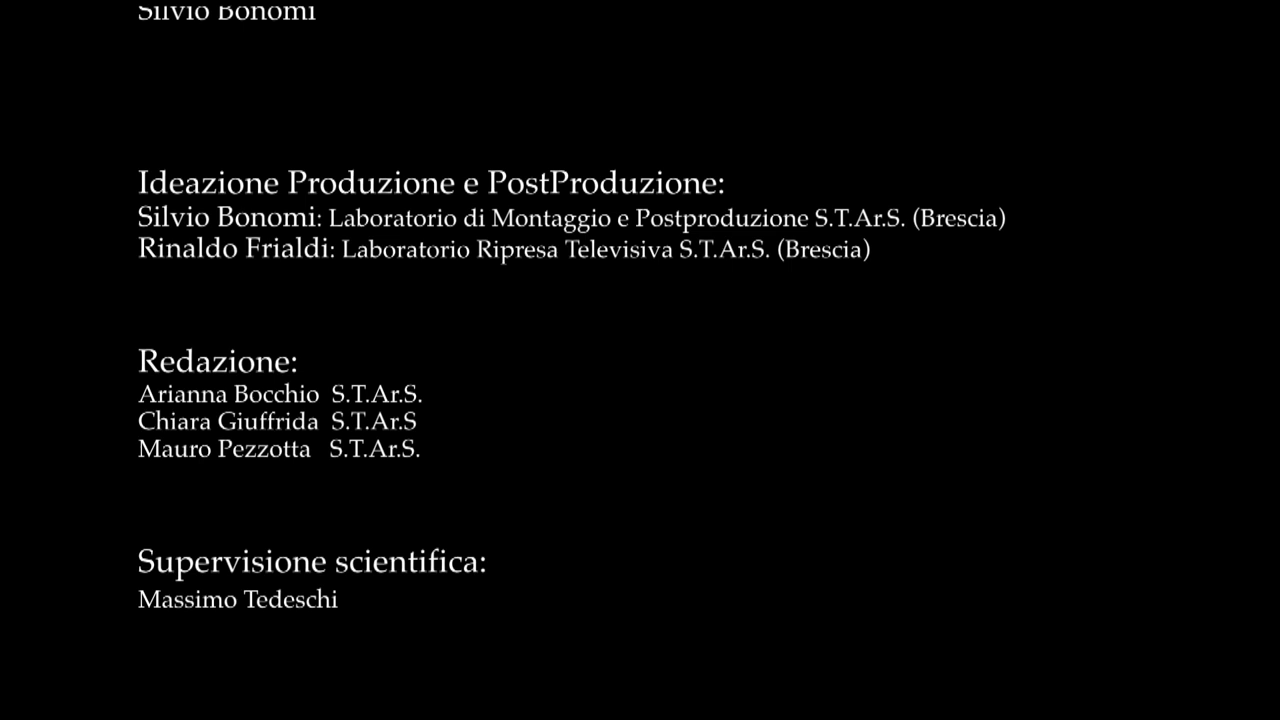 Silvio Bonomi
Ideazione Produzione e PostProduzione:
Silvio Bonomi: Laboratorio di Montaggio e Postproduzione S.T.Ar.S. (Brescia)
Rinaldo Frialdi: Laboratorio Ripresa Televisiva S.T.Ar.S. (Brescia)
Redazione:
Arianna Bocchio S.T.Ar.S.
Chiara Giuffrida S.T.Ar.S
Mauro Pezzotta S.T.Ar.S.
Supervisione scientifica:
Massimo Tedeschi